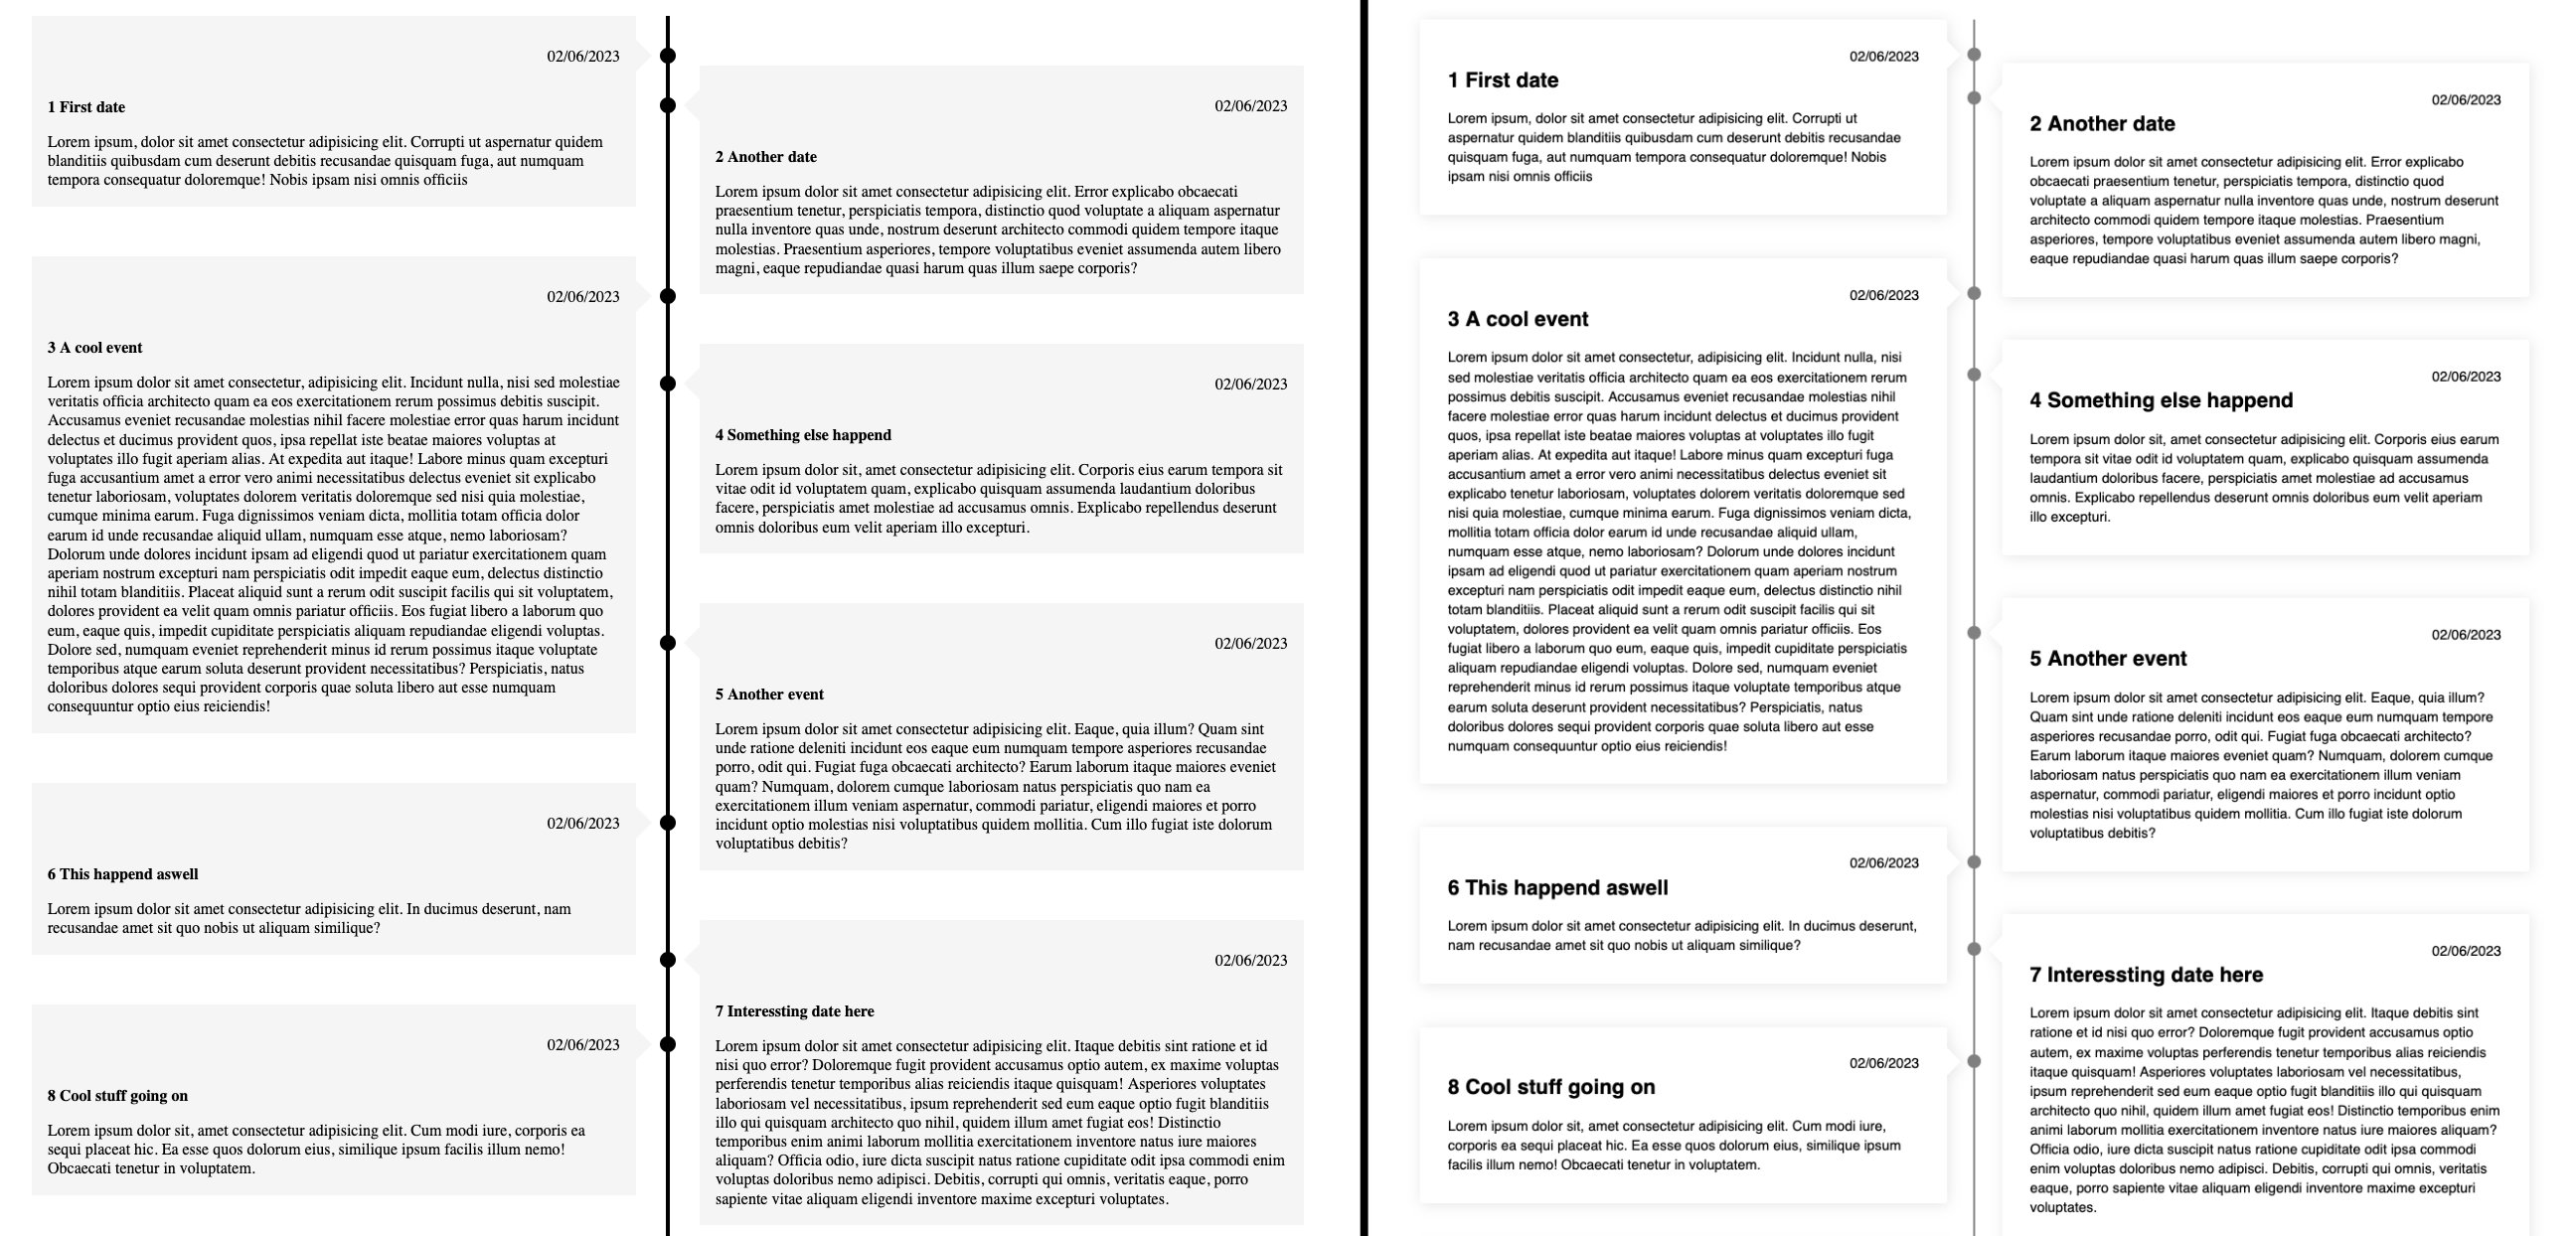 02/06/2023
1 First date
Lorem ipsum, dolor sit amet consectetur adipisicing elit. Corrupti ut aspernatur quidem
blanditiis quibusdam cum deserunt debitis recusandae quisquam fuga, aut numquam
tempora consequatur doloremque! Nobis ipsam nisi omnis officiis
02/06/2023
2 Another date
Lorem ipsum dolor sit amet consectetur adipisicing elit. Error explicabo obcaecati
praesentium tenetur, perspiciatis tempora, distinctio quod voluptate a aliquam aspernatur
nulla inventore quas unde, nostrum deserunt architecto commodi quidem tempore itaque
molestias. Praesentium asperiores, tempore voluptatibus eveniet assumenda autem libero
magni, eaque repudiandae quasi harum quas illum saepe corporis?
02/06/2023
3 A cool event
Lorem ipsum dolor sit amet consectetur, adipisicing elit. Incidunt nulla, nisi sed molestiae
veritatis officia architecto quam ea eos exercitationem rerum possimus debitis suscipit.
Accusamus eveniet recusandae molestias nihil facere molestiae error quas harum incidunt
delectus et ducimus provident quos, ipsa repellat iste beatae maiores voluptas at
voluptates illo fugit aperiam alias. At expedita aut itaque! Labore minus quam excepturi
fuga accusantium amet a error vero animi necessitatibus delectus eveniet sit explicabo
tenetur laboriosam, voluptates dolorem veritatis doloremque sed nisi quia molestiae,
cumque minima earum. Fuga dignissimos veniam dicta, mollitia totam officia dolor
earum id unde recusandae aliquid ullam, numquam esse atque, nemo laboriosam?
Dolorum unde dolores incidunt ipsam ad eligendi quod ut pariatur exercitationem quam
aperiam nostrum excepturi nam perspiciatis odit impedit eaque eum, delectus distinctio
nihil totam blanditiis. Placeat aliquid sunt a rerum odit suscipit facilis qui sit voluptatem,
dolores provident ea velit quam omnis pariatur officiis. Eos fugiat libero a laborum quo
eum, eaque quis, impedit cupiditate perspiciatis aliquam repudiandae eligendi voluptas.
Dolore sed, numquam eveniet reprehenderit minus id rerum possimus itaque voluptate
temporibus atque earum soluta deserunt provident necessitatibus? Perspiciatis, natus
doloribus dolores sequi provident corporis quae soluta libero aut esse numquam
consequuntur optio eius reiciendis!
02/06/2023
4 Something else happend
Lorem ipsum dolor sit, amet consectetur adipisicing elit. Corporis eius earum tempora sit
vitae odit id voluptatem quam, explicabo quisquam assumenda laudantium doloribus
facere, perspiciatis amet molestiae ad accusamus omnis. Explicabo repellendus deserunt
omnis doloribus eum velit aperiam illo excepturi.
02/06/2023
5 Another event
Lorem ipsum dolor sit amet consectetur adipisicing elit. Eaque, quia illum? Quam sint
unde ratione deleniti incidunt eos eaque eum numquam tempore asperiores recusandae
porro, odit qui. Fugiat fuga obcaecati architecto? Earum laborum itaque maiores eveniet
quam? Numquam, dolorem cumque laboriosam natus perspiciatis quo nam ea
exercitationem illum veniam aspernatur, commodi pariatur, eligendi maiores et porro
incidunt optio molestias nisi voluptatibus quidem mollitia. Cum illo fugiat iste dolorum
voluptatibus debitis?
02/06/2023
6 This happend aswell
Lorem ipsum dolor sit amet consectetur adipisicing elit. In ducimus deserunt, nam
recusandae amet sit quo nobis ut aliquam similique?
02/06/2023
7 Interessting date here
Lorem ipsum dolor sit amet consectetur adipisicing elit. Itaque debitis sint ratione et id
nisi quo error? Doloremque fugit provident accusamus optio autem, ex maxime voluptas
perferendis tenetur temporibus alias reiciendis itaque quisquam! Asperiores voluptates
laboriosam vel necessitatibus, ipsum reprehenderit sed eum eaque optio fugit blanditiis
illo qui quisquam architecto quo nihil, quidem illum amet fugiat eos! Distinctio
temporibus enim animi laborum mollitia exercitationem inventore natus iure maiores
aliquam? Officia odio, iure dicta suscipit natus ratione cupiditate odit ipsa commodi enim
voluptas doloribus nemo adipisci. Debitis, corrupti qui omnis, veritatis eaque, porro
sapiente vitae aliquam eligendi inventore maxime excepturi voluptates.
02/06/2023
8 Cool stuff going on
Lorem ipsum dolor sit, amet consectetur adipisicing elit. Cum modi iure, corporis ea
sequi placeat hic. Ea esse quos dolorum eius, similique ipsum facilis illum nemo!
Obcaecati tenetur in voluptatem.
02/06/2023
1 First date
Lorem ipsum, dolor sit amet consectetur adipisicing elit. Corrupti ut
aspernatur quidem blanditiis quibusdam cum deserunt debitis recusandae
quisquam fuga, aut numquam tempora consequatur doloremque! Nobis
ipsam nisi omnis officiis
02/06/2023
2 Another date
Lorem ipsum dolor sit amet consectetur adipisicing elit. Error explicabo
obcaecati praesentium tenetur, perspiciatis tempora, distinctio quod
voluptate a aliquam aspernatur nulla inventore quas unde, nostrum deserunt
architecto commodi quidem tempore itaque molestias. Praesentium
asperiores, tempore voluptatibus eveniet assumenda autem libero magni,
eaque repudiandae quasi harum quas illum saepe corporis?
02/06/2023
3 A cool event
Lorem ipsum dolor sit amet consectetur, adipisicing elit. Incidunt nulla, nisi
sed molestiae veritatis officia architecto quam ea eos exercitationem rerum
possimus debitis suscipit. Accusamus eveniet recusandae molestias nihil
facere molestiae error quas harum incidunt delectus et ducimus provident
quos, ipsa repellat iste beatae maiores voluptas at voluptates illo fugit
aperiam alias. At expedita aut itaque! Labore minus quam excepturi fuga
accusantium amet a error vero animi necessitatibus delectus eveniet sit
explicabo tenetur laboriosam, voluptates dolorem veritatis doloremque sed
nisi quia molestiae, cumque minima earum. Fuga dignissimos veniam dicta,
mollitia totam officia dolor earum id unde recusandae aliquid ullam,
numquam esse atque, nemo laboriosam? Dolorum unde dolores incidunt
ipsam ad eligendi quod ut pariatur exercitationem quam aperiam nostrum
excepturi nam perspiciatis odit impedit eaque eum, delectus distinctio nihil
totam blanditiis. Placeat aliquid sunt a rerum odit suscipit facilis qui sit
voluptatem, dolores provident ea velit quam omnis pariatur officiis. Eos
fugiat libero a laborum quo eum, eaque quis, impedit cupiditate perspiciatis
aliquam repudiandae eligendi voluptas. Dolore sed, numquam eveniet
reprehenderit minus id rerum possimus itaque voluptate temporibus atque
earum soluta deserunt provident necessitatibus? Perspiciatis, natus
doloribus dolores sequi provident corporis quae soluta libero aut esse
numquam consequuntur optio eius reiciendis!
02/06/2023
4 Something else happend
Lorem ipsum dolor sit, amet consectetur adipisicing elit. Corporis eius earum
tempora sit vitae odit id voluptatem quam, explicabo quisquam assumenda
laudantium doloribus facere, perspiciatis amet molestiae ad accusamus
omnis. Explicabo repellendus deserunt omnis doloribus eum velit aperiam
illo excepturi.
02/06/2023
5 Another event
Lorem ipsum dolor sit amet consectetur adipisicing elit. Eaque, quia illum?
Quam sint unde ratione deleniti incidunt eos eaque eum numquam tempore
asperiores recusandae porro, odit qui. Fugiat fuga obcaecati architecto?
Earum laborum itaque maiores eveniet quam? Numquam, dolorem cumque
laboriosam natus perspiciatis quo nam ea exercitationem illum veniam
aspernatur, commodi pariatur, eligendi maiores et porro incidunt optio
molestias nisi voluptatibus quidem mollitia. Cum illo fugiat iste dolorum
voluptatibus debitis?
02/06/2023
6 This happend aswell
Lorem ipsum dolor sit amet consectetur adipisicing elit. In ducimus deserunt,
nam recusandae amet sit quo nobis ut aliquam similique?
02/06/2023
7 Interessting date here
Lorem ipsum dolor sit amet consectetur adipisicing elit. Itaque debitis sint
ratione et id nisi quo error? Doloremque fugit provident accusamus optio
autem, ex maxime voluptas perferendis tenetur temporibus alias reiciendis
itaque quisquam! Asperiores voluptates laboriosam vel necessitatibus,
ipsum reprehenderit sed eum eaque optio fugit blanditiis illo qui quisquam
architecto quo nihil, quidem illum amet fugiat eos! Distinctio temporibus enim
animi laborum mollitia exercitationem inventore natus iure maiores aliquam?
Officia odio, iure dicta suscipit natus ratione cupiditate odit ipsa commodi
enim voluptas doloribus nemo adipisci. Debitis, corrupti qui omnis, veritatis
eaque, porro sapiente vitae aliquam eligendi inventore maxime excepturi
voluptates.
02/06/2023
8 Cool stuff going on
Lorem ipsum dolor sit, amet consectetur adipisicing elit. Cum modi iure,
corporis ea sequi placeat hic. Ea esse quos dolorum eius, similique ipsum
facilis illum nemo! Obcaecati tenetur in voluptatem.